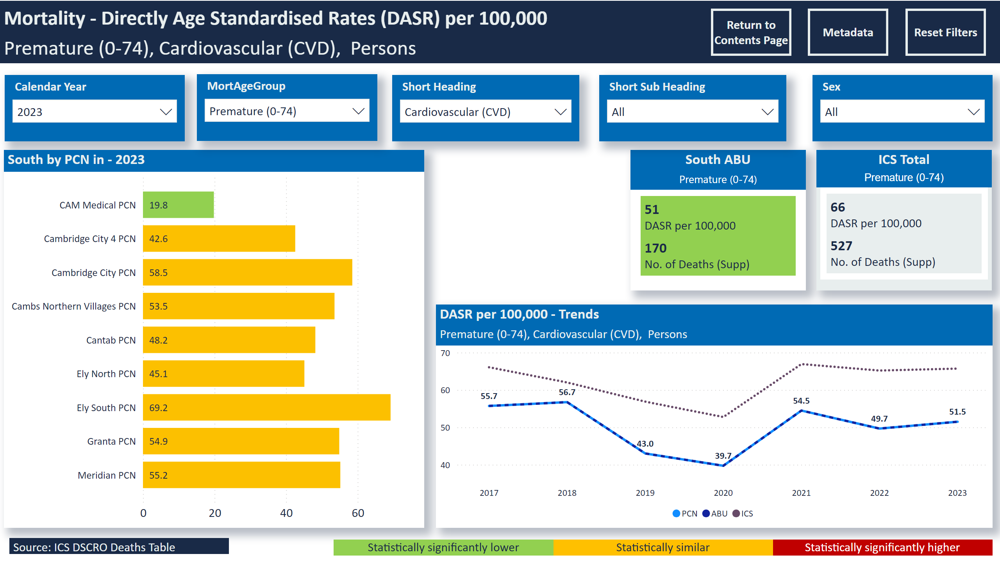 Mortality - Directly Age Standardised Rates (DASR) per 100,000
Premature (0-74), Cardiovascular (CVD),  Persons
Return to
Contents Page
Metadata
Reset Filters
Calendar Year
2023
MortAgeGroup
Premature (0-74)
Short Heading
Cardiovascular (CVD)
Short Sub Heading
All
Sex
All
South by PCN in - 2023
CAM Medical PCN 19.8
Cambridge City 4 PCN 42.6
Cambridge City PCN 58.5
Cambs Northern Villages PCN 53.5
Cantab PCN 48.2
Ely North PCN 45.1
Ely South PCN 69.2
Granta PCN 54.9
Meridian PCN 55.2
0 20 40 60
South ABU
Premature (0-74)
51
DASR per 100,000
170
No. of Deaths (Supp)
ICS Total
Premature (0-74)
66
DASR per 100,000
527
No. of Deaths (Supp)
DASR per 100,000 - Trends
Premature (0-74), Cardiovascular (CVD),  Persons
70
60
50
40
55.7 56.7 43.0 39.7 54.5 49.7 51.5
2017 2018 2019 2020 2021 2022 2023
PCN ABU ICS
Source: ICS DSCRO Deaths Table
Statistically significantly lower
Statistically similar
Statistically significantly higher